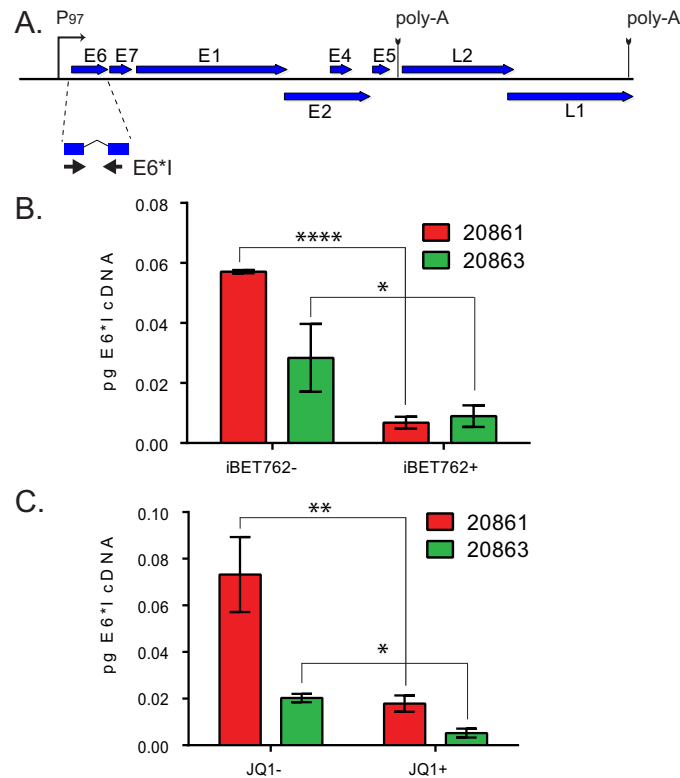 A.
P97
poly-A
poly-A
E6
E7
E1
E4
E5
L2
E2
L1
E6*I
B.
pg E6*I cDNA
0.08
0.06
0.04
0.02
0.00
****
*
20861
20863
iBET762-
iBET762+
C.
pg E6*I cDNA
0.10
0.08
0.06
0.04
0.02
0.00
**
*
20861
20863
JQ1-
JQ1+